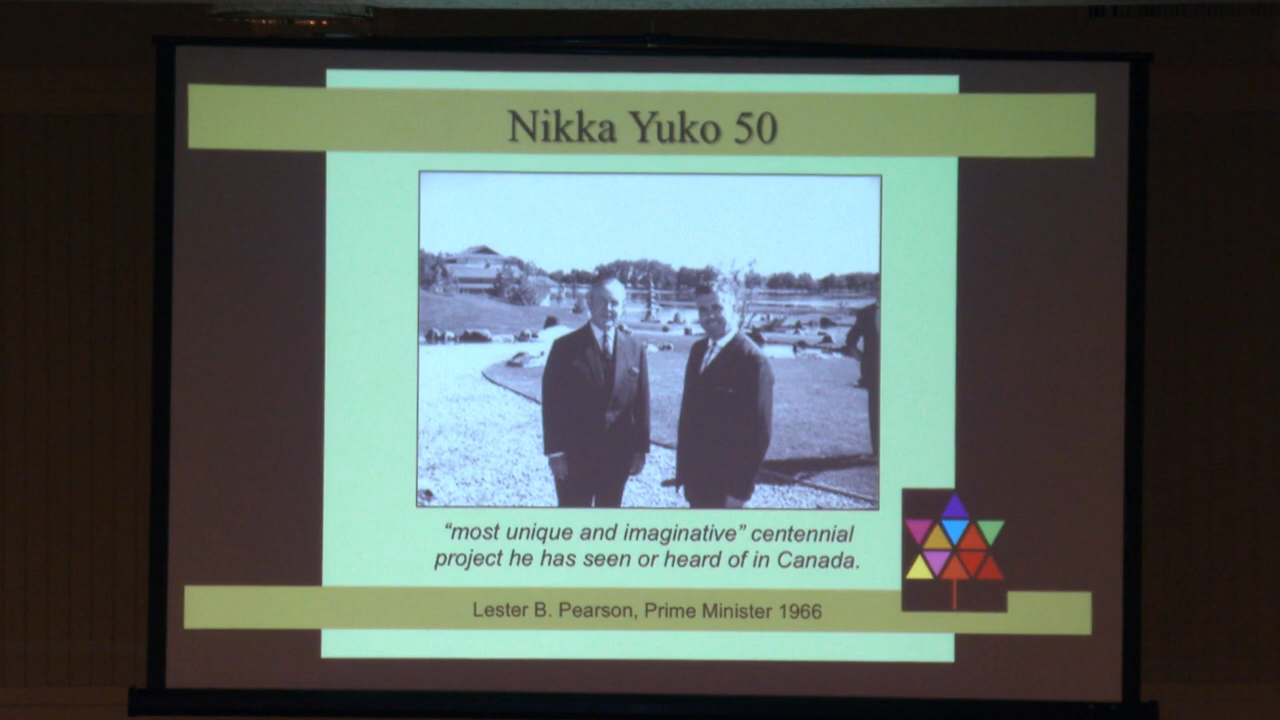 Nikka Yuko 50
“most unique and imaginative” centennial
project he has seen or heard of in Canada.
Lester B. Pearson, Prime Minister 1966